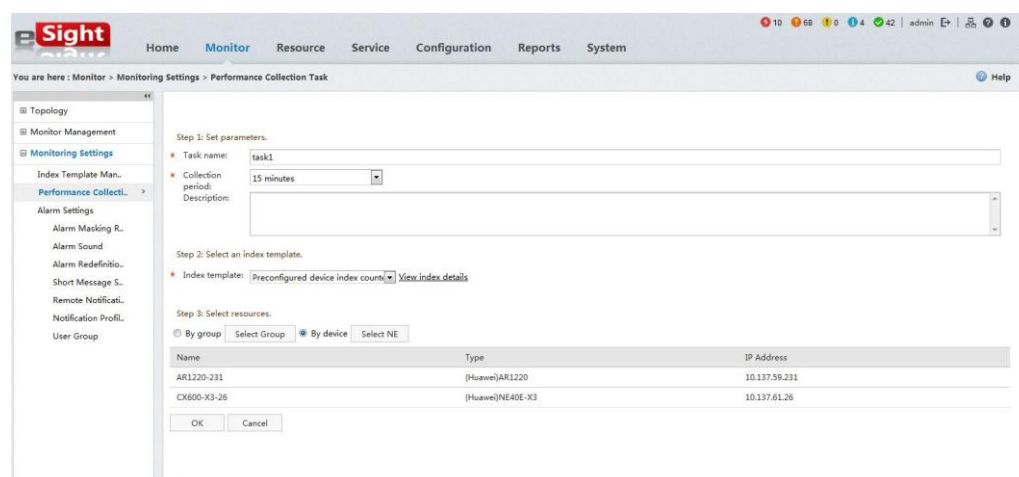 eSight
10 68 0 4 42 | admin
Home Monitor Resource Service Configuration Reports System
You are here : Monitor > Monitoring Settings > Performance Collection Task
Help
Topology
Monitor Management
Monitoring Settings
Index Template Man..
Performance Collecti.. >
Alarm Settings
Alarm Masking R..
Alarm Sound
Alarm Redefinitio..
Short Message S..
Remote Notificati..
Notification Profil..
User Group
Step 1: Set parameters.
* Task name: task1
* Collection period: 15 minutes
Description:
Step 2: Select an index template.
* Index template: Preconfigured device index counte View index details
Step 3: Select resources.
By group Select Group By device Select NE
Name Type IP Address
AR1220-231 (Huawei)AR1220 10.137.59.231
CX600-X3-26 (Huawei)NE40E-X3 10.137.61.26
OK Cancel